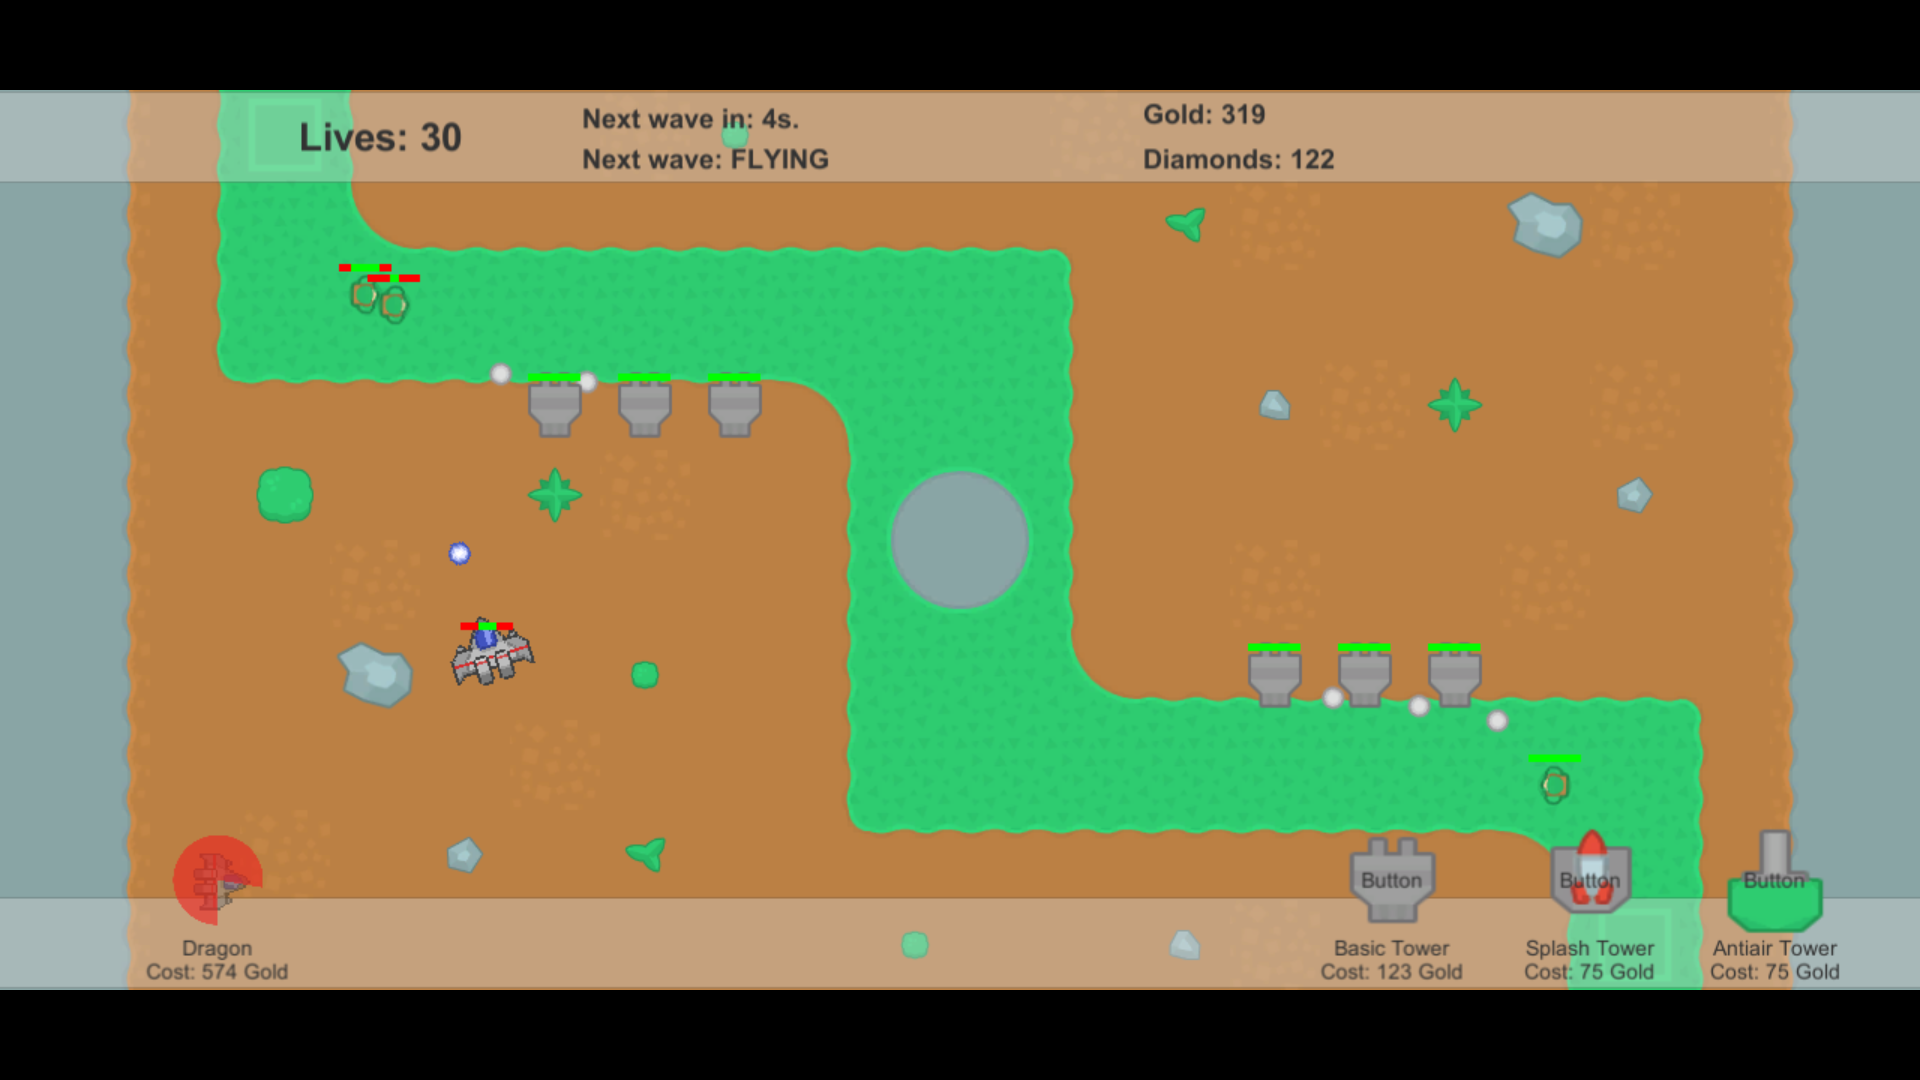 Lives: 30
Next wave in: 4s.
Next wave: FLYING
Gold: 319
Diamonds: 122
Button
Button
Button
Dragon
Cost: 574 Gold
Basic Tower
Cost: 123 Gold
Splash Tower
Cost: 75 Gold
Antiair Tower
Cost: 75 Gold